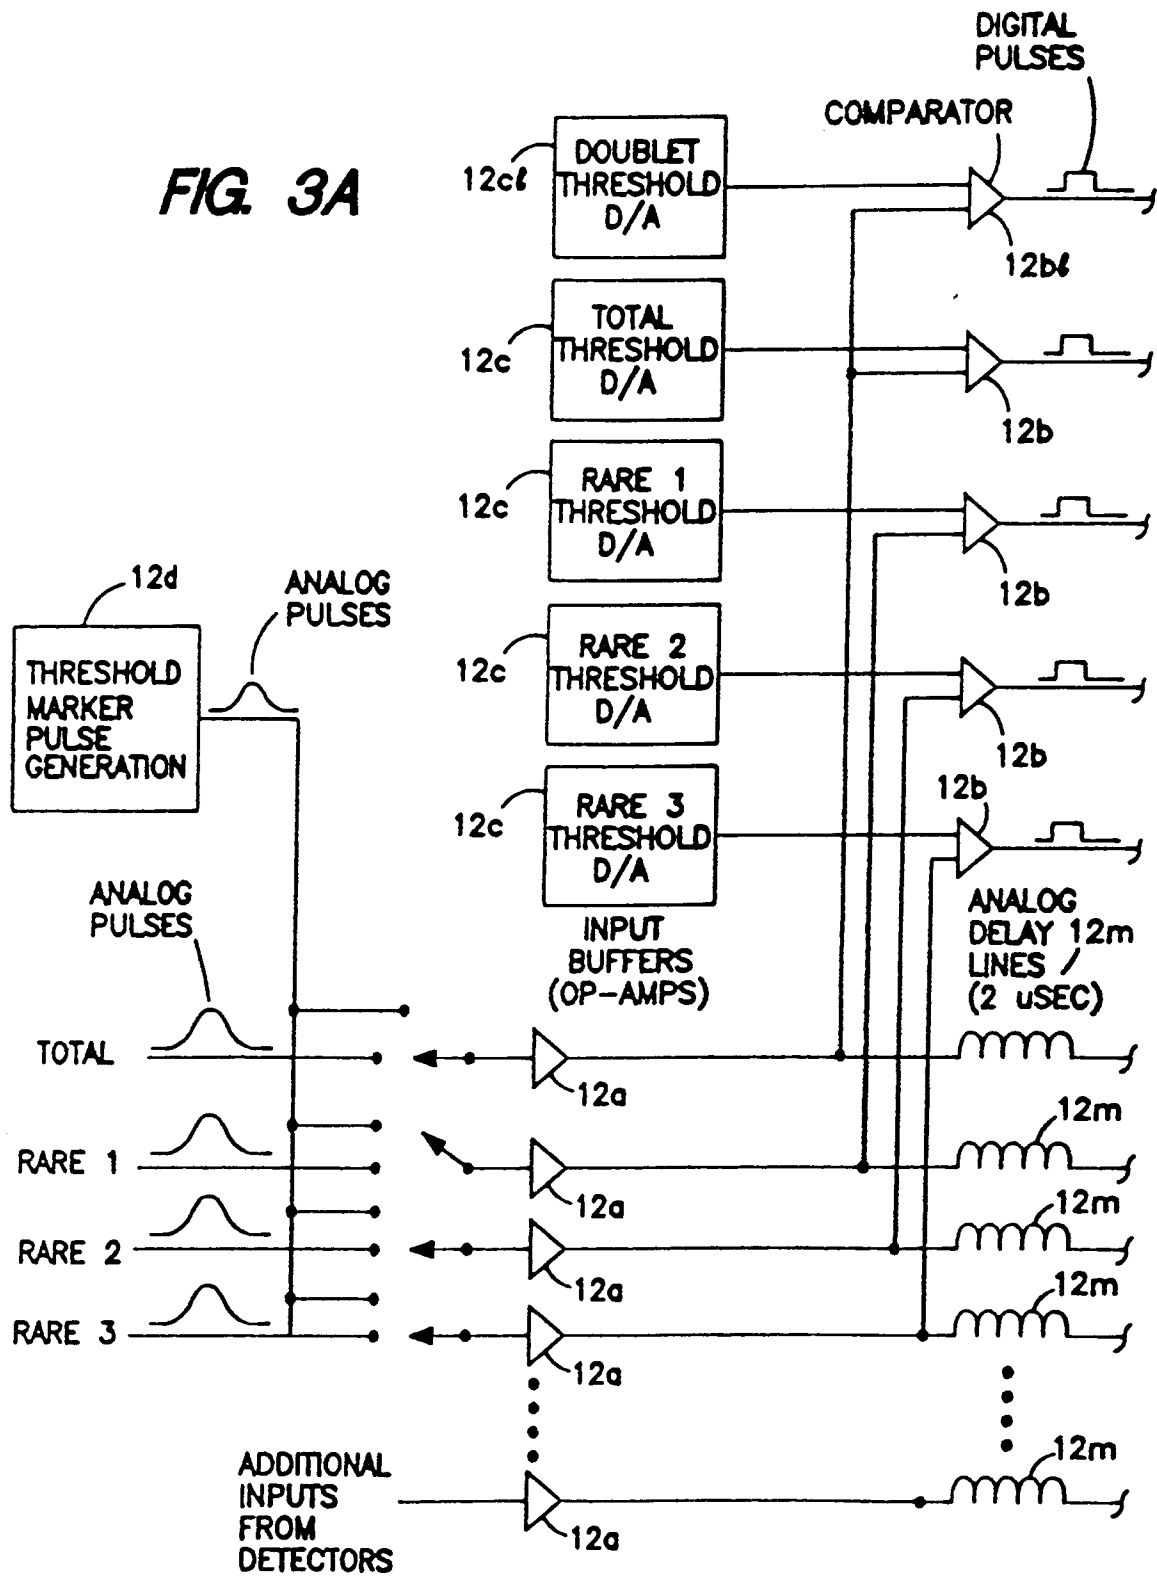 DIGITAL
PULSES
COMPARATOR
FIG. 3A
12cℓ
DOUBLET
THRESHOLD
D/A
12bℓ
12c
TOTAL
THRESHOLD
D/A
12b
12c
RARE 1
THRESHOLD
D/A
12b
12d
ANALOG
PULSES
THRESHOLD
MARKER
PULSE
GENERATION
12c
RARE 2
THRESHOLD
D/A
12b
12c
RARE 3
THRESHOLD
D/A
12b
ANALOG
PULSES
INPUT
BUFFERS
(OP-AMPS)
ANALOG
DELAY 12m
LINES
(2 uSEC)
TOTAL
12a
12m
RARE 1
12a
12m
RARE 2
12a
12m
RARE 3
12a
12m
ADDITIONAL
INPUTS
FROM
DETECTORS
12a